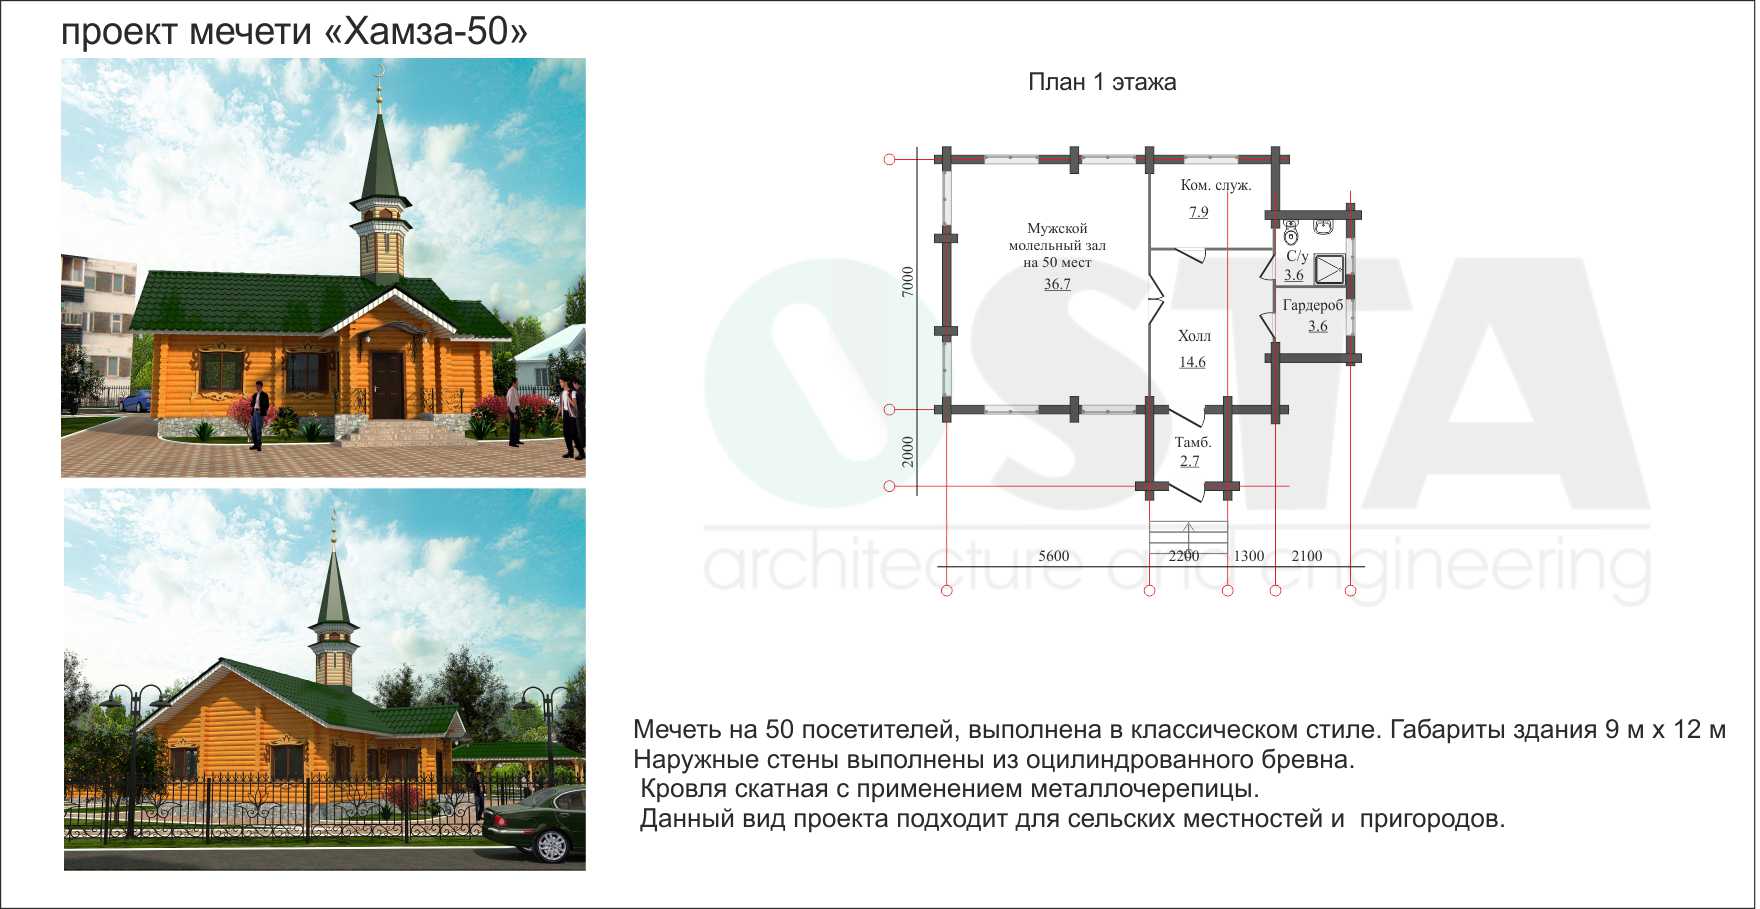 проект мечети «Хамза-50»
План 1 этажа
Ком. служ.
7.9
Мужской
молельный зал
на 50 мест
36.7
С/у
3.6
Гардероб
3.6
Холл
14.6
Тамб.
2.7
7000
2000
5600
2200
1300
2100
USTA
architecture and engineering
Мечеть на 50 посетителей, выполнена в классическом стиле. Габариты здания 9 м х 12 м
Наружные стены выполнены из оцилиндрованного бревна.
Кровля скатная с применением металлочерепицы.
Данный вид проекта подходит для сельских местностей и пригородов.